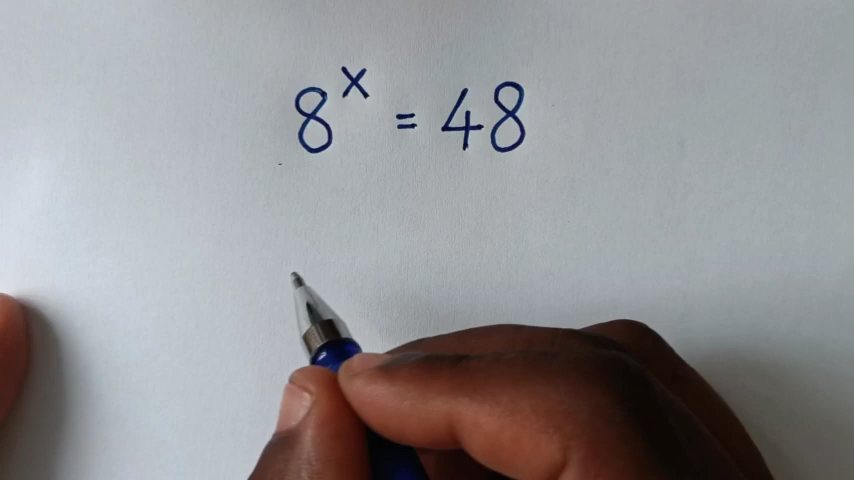 8^x = 48